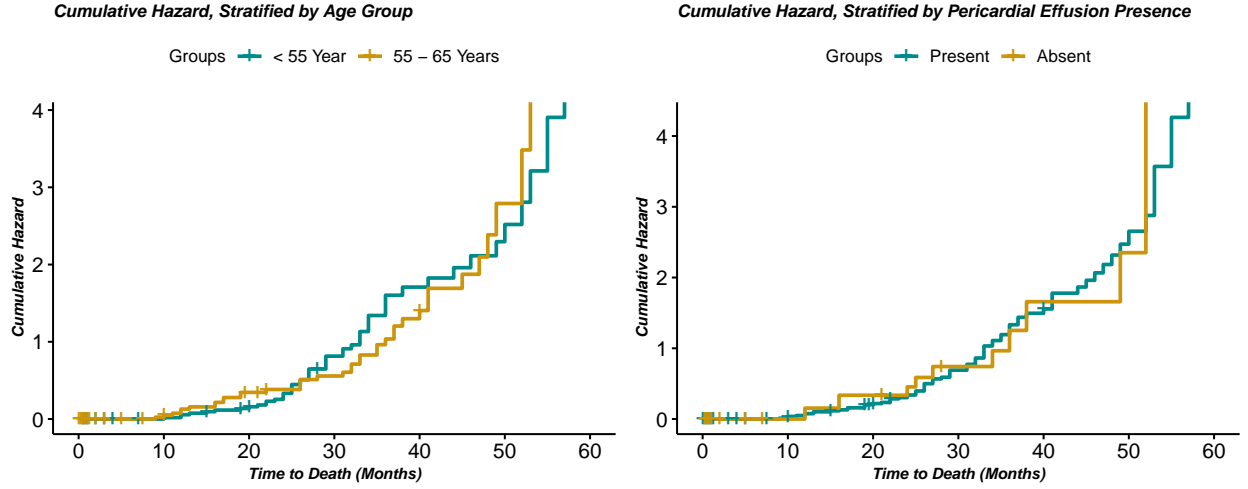 Cumulative Hazard, Stratified by Age Group
Groups < 55 Year 55 – 65 Years
Cumulative Hazard
4
3
2
1
0
0 10 20 30 40 50 60
Time to Death (Months)
Cumulative Hazard, Stratified by Pericardial Effusion Presence
Groups Present Absent
Cumulative Hazard
4
3
2
1
0
0 10 20 30 40 50 60
Time to Death (Months)